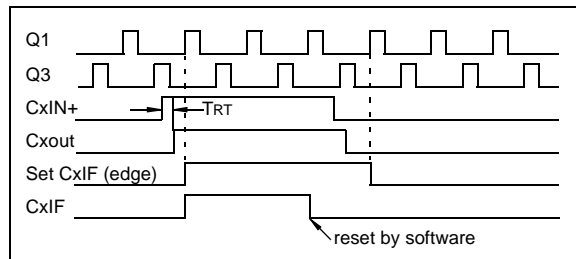 Q1
Q3
CxIN+
TRT
Cxout
Set CxIF (edge)
CxIF
reset by software